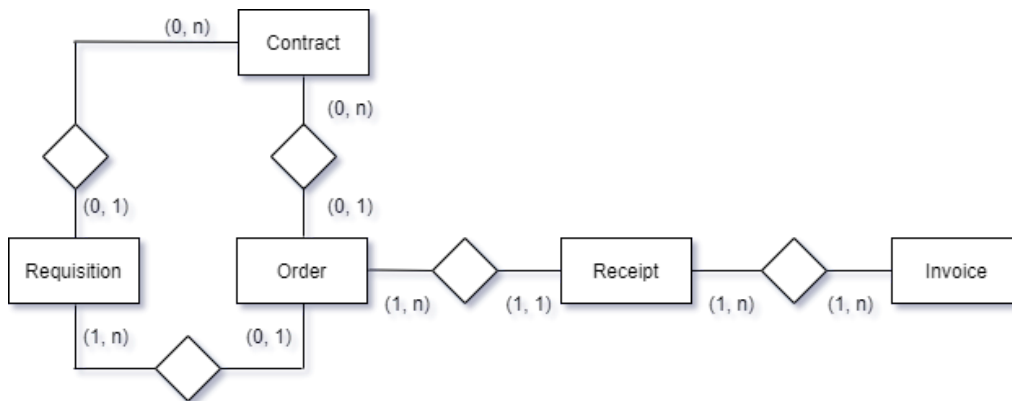 (0, n)
Contract
(0, n)
(0, 1)
(0, 1)
Requisition
Order
Receipt
Invoice
(1, n)
(0, 1)
(1, n)
(1, 1)
(1, n)
(1, n)